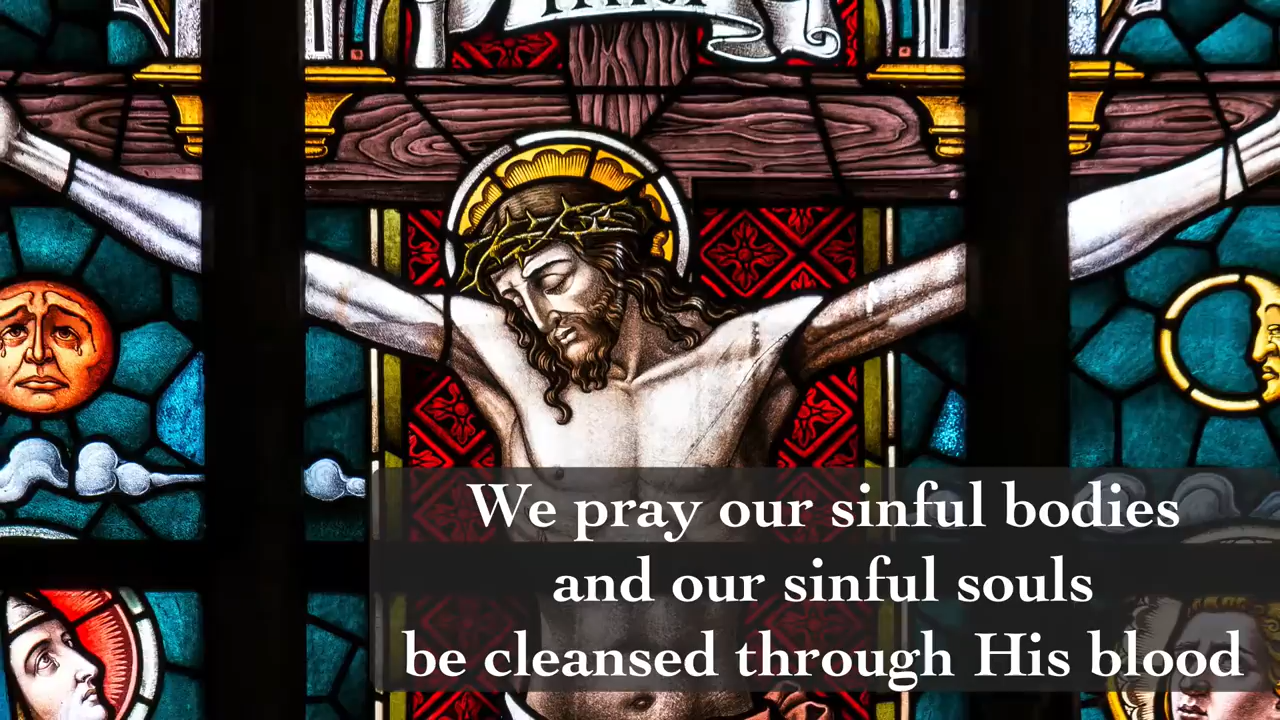 We pray our sinful bodies
and our sinful souls
be cleansed through His blood